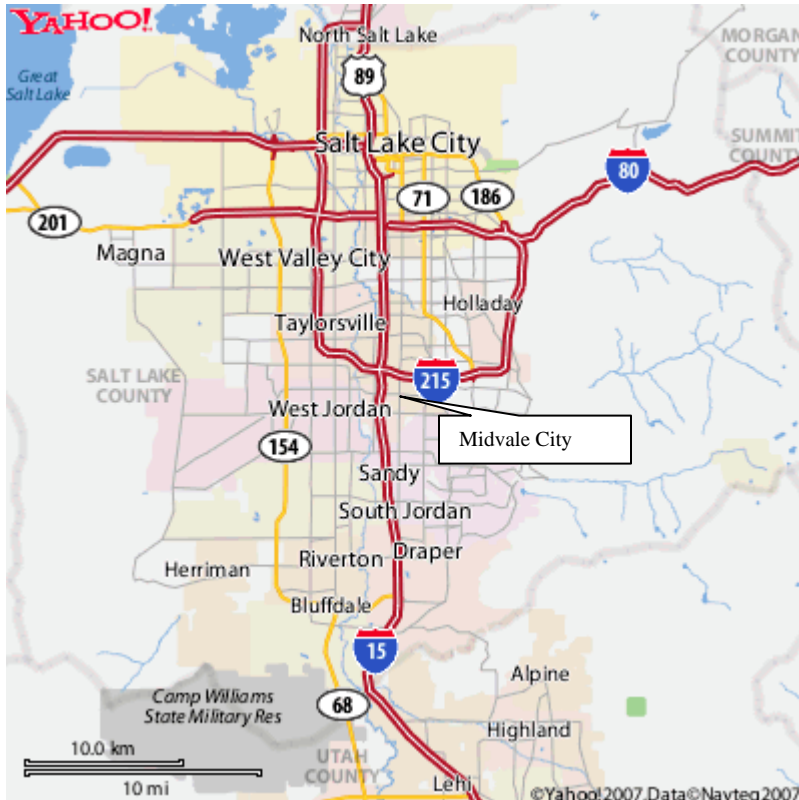 YAHOO!
North Salt Lake
MORGAN
COUNTY
Great
Salt Lake
89
Salt Lake City
SUMMIT
COUNTY
80
71
186
201
Magna
West Valley City
Holladay
Taylorsville
SALT LAKE
COUNTY
215
West Jordan
Midvale City
154
Sandy
South Jordan
Riverton
Draper
Herriman
Bluffdale
15
Alpine
Camp Williams
State Military Res
68
Highland
10.0 km
UTAH
COUNTY
10 mi
Lehi
©Yahoo!2007,Data©Navteq2007